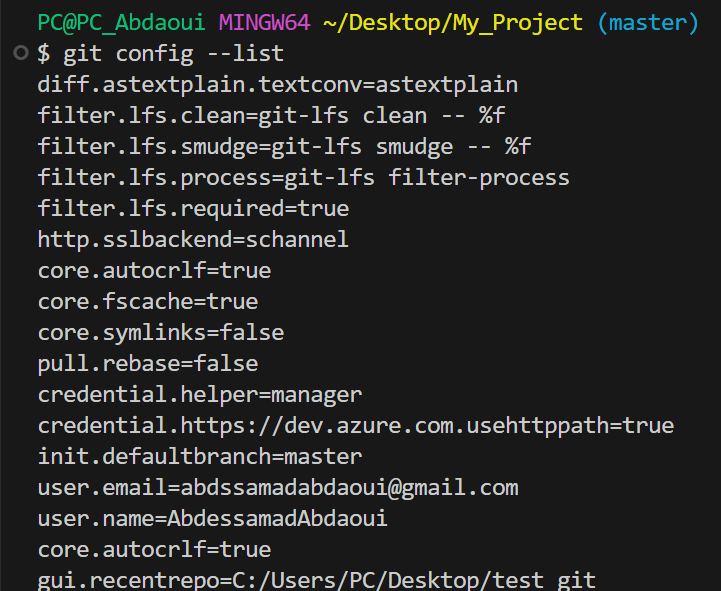 PC@PC_Abdaoui MINGW64 ~/Desktop/My_Project (master)
$ git config --list
diff.astextplain.textconv=astextplain
filter.lfs.clean=git-lfs clean -- %f
filter.lfs.smudge=git-lfs smudge -- %f
filter.lfs.process=git-lfs filter-process
filter.lfs.required=true
http.sslbackend=schannel
core.autocrlf=true
core.fscache=true
core.symlinks=false
pull.rebase=false
credential.helper=manager
credential.https://dev.azure.com.usehttppath=true
init.defaultbranch=master
user.email=abdssamadabdaoui@gmail.com
user.name=AbdessamadAbdaoui
core.autocrlf=true
gui.recentrepo=C:/Users/PC/Desktop/test_git